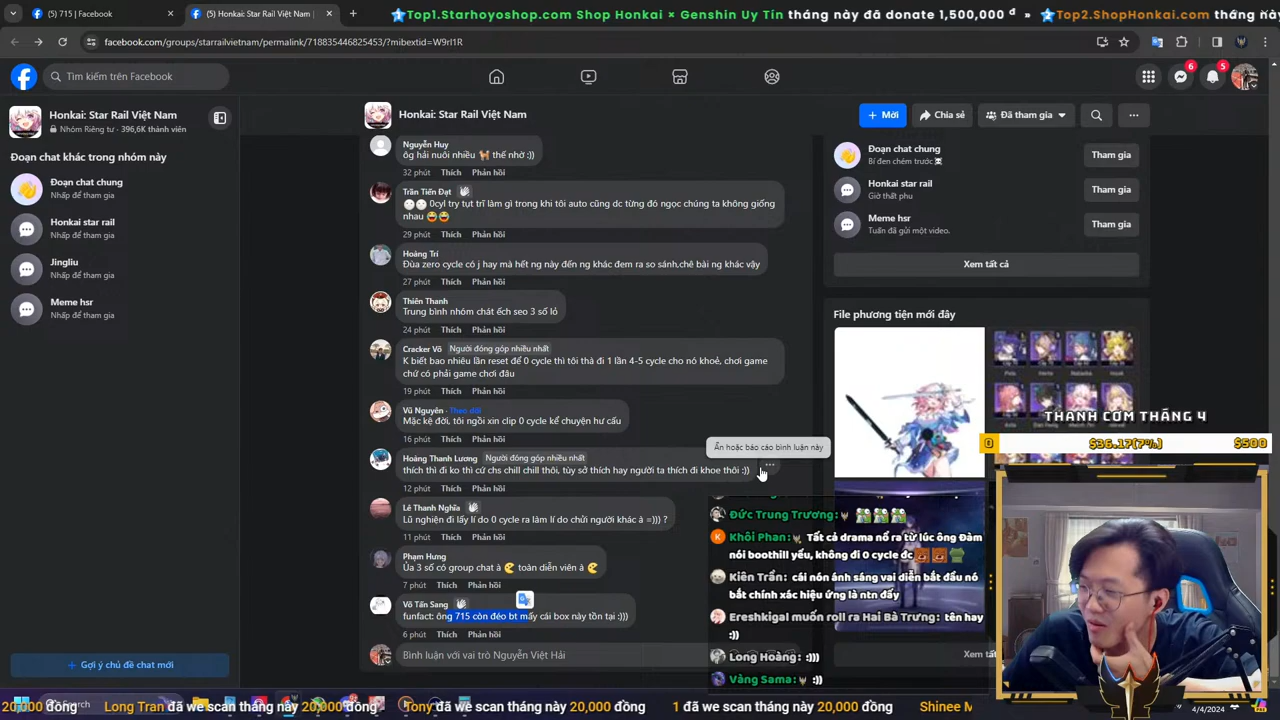 (5) 715 | Facebook
(5) Honkai: Star Rail Việt Nam |
Top1.Starhoyoshop.com Shop Honkai × Genshin Uy Tín tháng này đã donate 1,500,000 đ » Top2.ShopHonkai.com tháng này
facebook.com/groups/starrailvietnam/permalink/718835446825453/?mibextid=W9rl1R
Tìm kiếm trên Facebook
6
5
Honkai: Star Rail Việt Nam
Nhóm Riêng tư · 396,6K thành viên
Đoạn chat khác trong nhóm này
Đoạn chat chung
Nhấp để tham gia
Honkai star rail
Nhấp để tham gia
Jingliu
Nhấp để tham gia
Meme hsr
Nhấp để tham gia
+ Gợi ý chủ đề chat mới
Honkai: Star Rail Việt Nam
+ Mời
Chia sẻ
Đã tham gia
Nguyễn Huy
ông hải nuôi nhiều thế nhờ :))
32 phút Thích Phản hồi
Trần Tiến Đạt
0cyl try tụt trĩ làm gì trong khi tôi auto cũng dc từng đó ngọc chúng ta không giống
nhau
29 phút Thích Phản hồi
Hoàng Trí
Đùa zero cycle có j hay mà hết ng này đến ng khác đem ra so sánh,chê bài ng khác vậy
27 phút Thích Phản hồi
Thiên Thanh
Trung bình nhóm chát ếch seo 3 số lỏ
24 phút Thích Phản hồi
Cracker Võ Người đóng góp nhiều nhất
K biết bao nhiêu lần reset để 0 cycle thì tôi thà đi 1 lần 4-5 cycle cho nó khoẻ, chơi game
chứ có phải game chơi đâu
19 phút Thích Phản hồi
Vũ Nguyên · Theo dõi
Mặc kệ đời, tôi ngồi xin clip 0 cycle kể chuyện hư cấu
16 phút Thích Phản hồi
Hoàng Thanh Lương Người đóng góp nhiều nhất
thích thì đi ko thì cứ chs chill chill thôi, tùy sở thích hay người ta thích đi khoe thôi :))
12 phút Thích Phản hồi
Lê Thanh Nghĩa
Lũ nghiện đi lấy lí do 0 cycle ra làm lí do chửi người khác à =))) ?
11 phút Thích Phản hồi
Phạm Hưng
Ủa 3 số có group chat à toàn diễn viên à
7 phút Thích Phản hồi
Võ Tấn Sang
funfact: ông 715 còn đéo bt mấy cái box này tồn tại :)))
6 phút Thích Phản hồi
Bình luận với vai trò Nguyễn Việt Hải
Ẩn hoặc báo cáo bình luận này
Đoạn chat chung
Bí đen chém trước
Tham gia
Honkai star rail
Giờ thất phu
Tham gia
Meme hsr
Tuấn đã gửi một video.
Tham gia
Xem tất cả
File phương tiện mới đây
THANH CƠM THÁNG 4
0 $36.17(7%) $500
Đức Trung Trương:
Khôi Phan: Tất cả drama nổ ra từ lúc ông Đàm
nói boothill yếu, không đi 0 cycle dc
Kiên Trần: cái nón ánh sáng vai diễn bắt đầu nó
bắt chính xác hiệu ứng là ntn đấy
Ereshkigal muốn roll ra Hai Bà Trưng: tên hay
:))
Long Hoàng: :)))
Vàng Sama: :))
Xem tất
Search
4/4/2024
20,000 đồng Long Tran đã we scan tháng này 20,000 đồng Tony đã we scan tháng này 20,000 đồng 1 đã we scan tháng này 20,000 đồng Shinee M